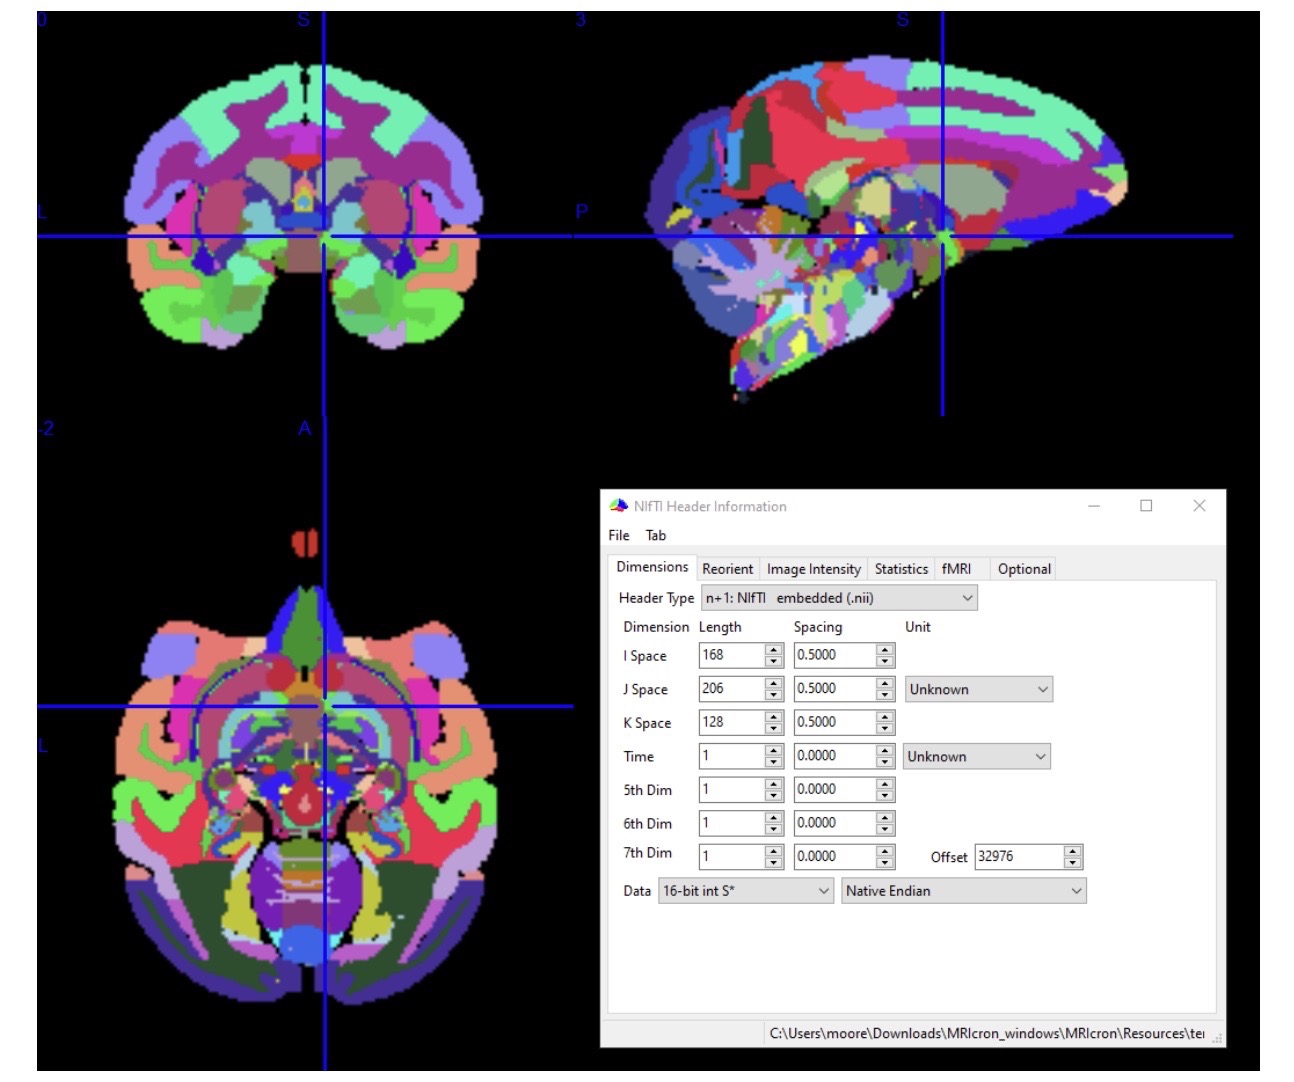 0
S
3
S
L
P
-2
A
L
NIfTI Header Information
File Tab
Dimensions Reorient Image Intensity Statistics fMRI Optional
Header Type n+1: NIfTI embedded (.nii)
Dimension Length Spacing Unit
I Space 168 0.5000
J Space 206 0.5000 Unknown
K Space 128 0.5000
Time 1 0.0000 Unknown
5th Dim 1 0.0000
6th Dim 1 0.0000
7th Dim 1 0.0000 Offset 32976
Data 16-bit int S* Native Endian
C:\Users\moore\Downloads\MRIcron_windows\MRIcron\Resources\ter